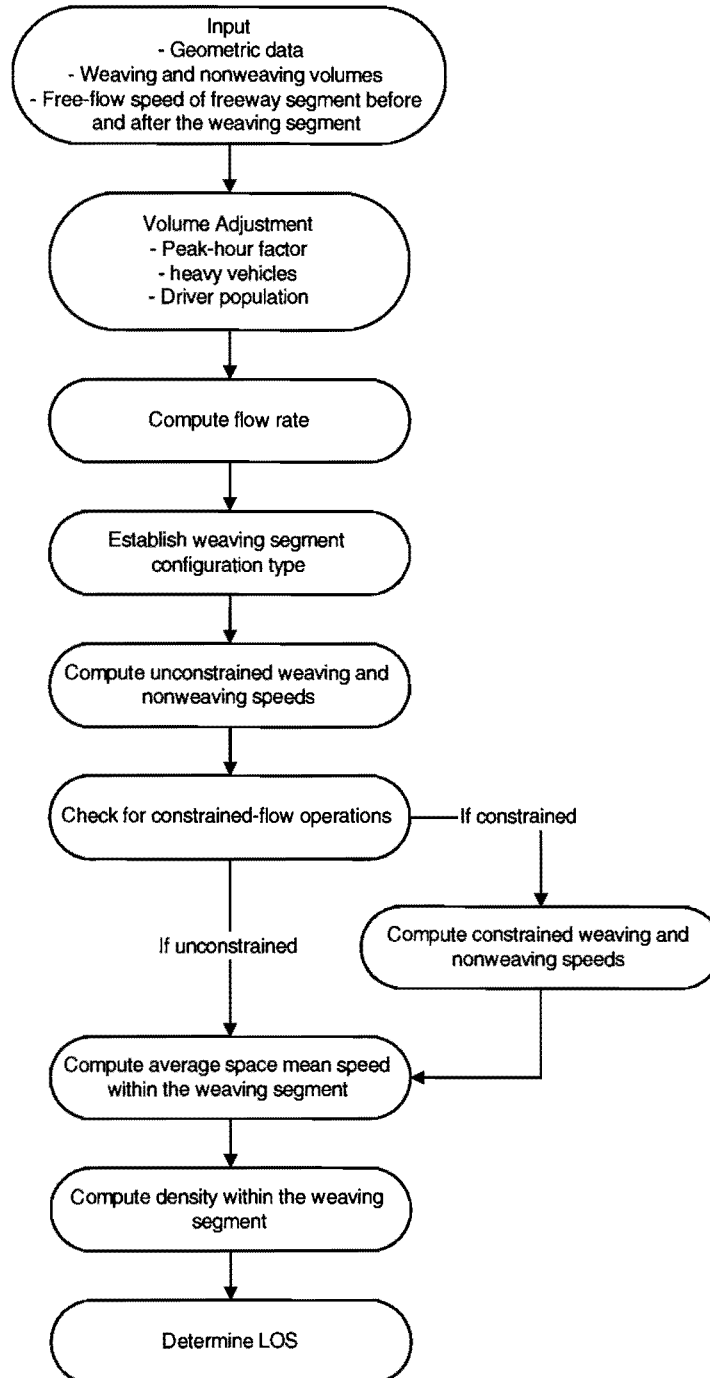 Input
- Geometric data
- Weaving and nonweaving volumes
- Free-flow speed of freeway segment before
and after the weaving segment
Volume Adjustment
- Peak-hour factor
- heavy vehicles
- Driver population
Compute flow rate
Establish weaving segment
configuration type
Compute unconstrained weaving and
nonweaving speeds
Check for constrained-flow operations
If constrained
Compute constrained weaving and
nonweaving speeds
If unconstrained
Compute average space mean speed
within the weaving segment
Compute density within the weaving
segment
Determine LOS